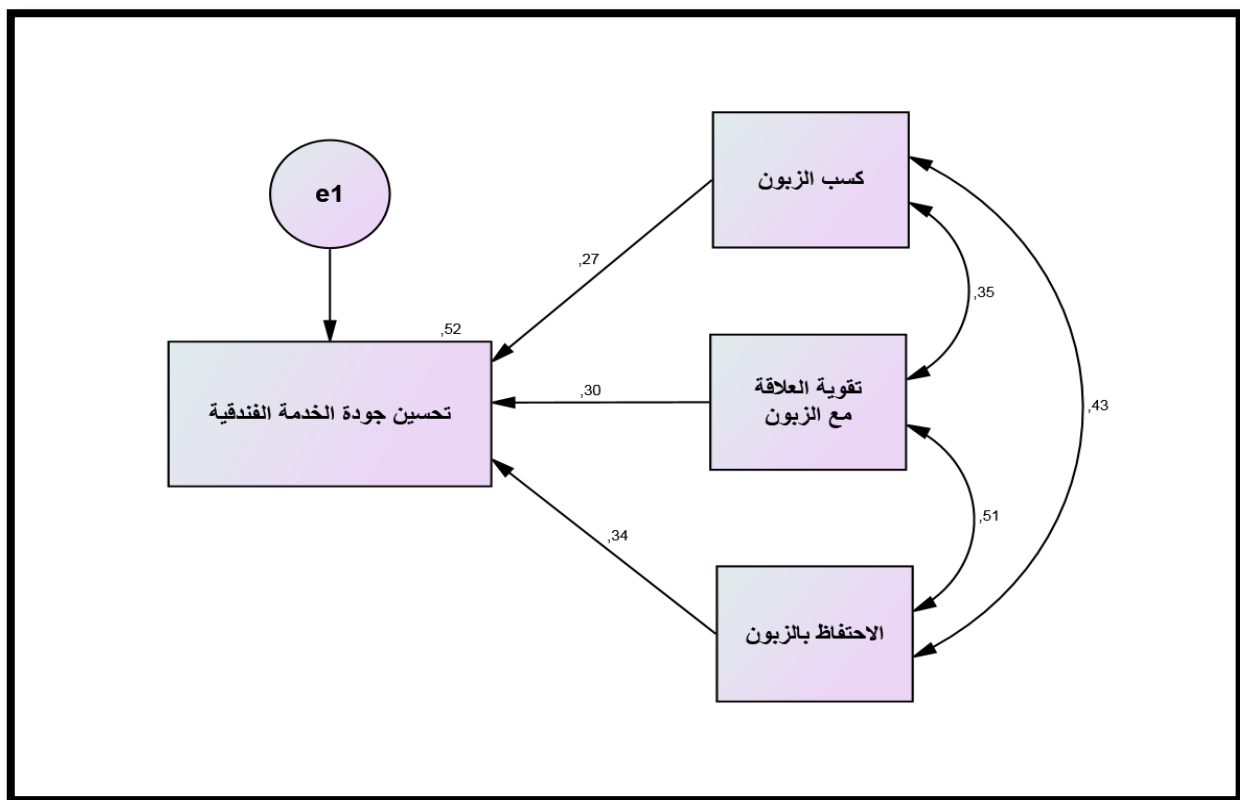 كسب الزبون
e1
,27
,35
,52
تقوية العلاقة
مع الزبون
,30
تحسين جودة الخدمة الفندقية
,43
,51
,34
الاحتفاظ بالزبون